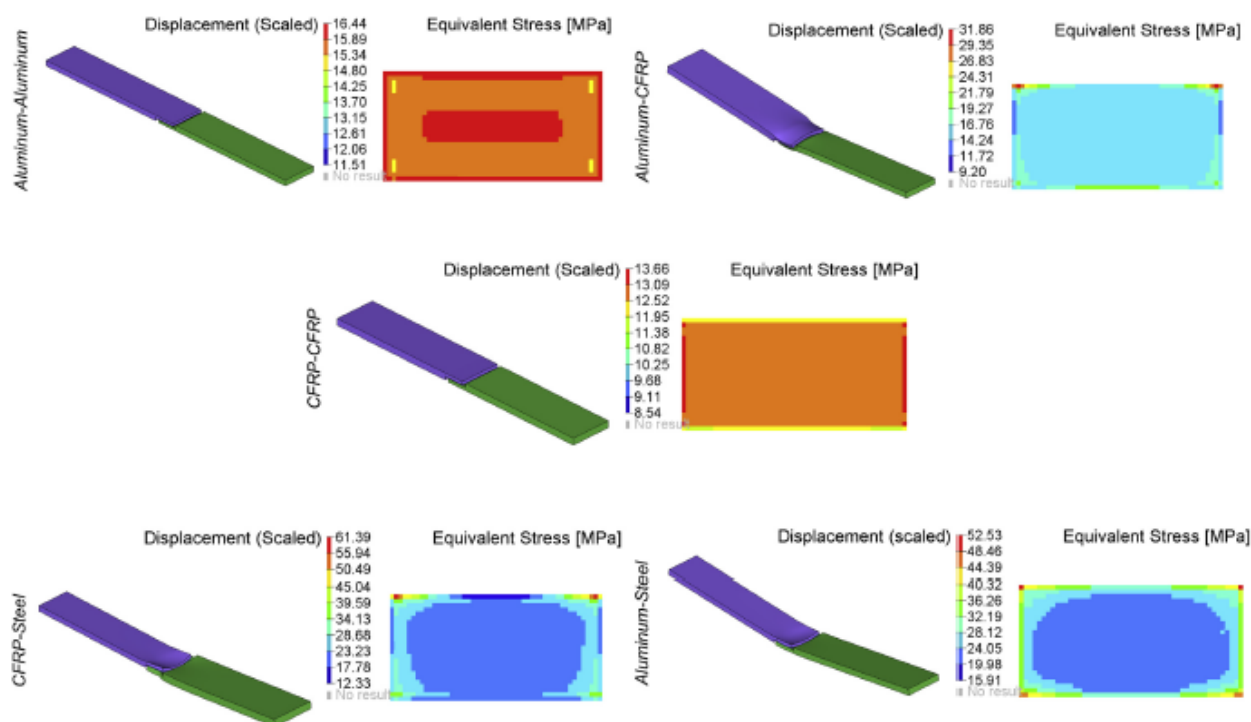 Aluminum-Aluminum
Displacement (Scaled)
16.44
15.89
15.34
14.80
14.25
13.70
13.15
12.61
12.06
11.51
No result
Equivalent Stress [MPa]
Aluminum-CFRP
Displacement (Scaled)
31.86
29.35
26.83
24.31
21.79
19.27
16.76
14.24
11.72
9.20
No result
Equivalent Stress [MPa]
CFRP-CFRP
Displacement (Scaled)
13.66
13.09
12.52
11.95
11.38
10.82
10.25
9.68
9.11
8.54
No result
Equivalent Stress [MPa]
CFRP-Steel
Displacement (Scaled)
61.39
55.94
50.49
45.04
39.59
34.13
28.68
23.23
17.78
12.33
No result
Equivalent Stress [MPa]
Aluminum-Steel
Displacement (scaled)
52.53
48.46
44.39
40.32
36.26
32.19
28.12
24.05
19.98
15.91
No result
Equivalent Stress [MPa]